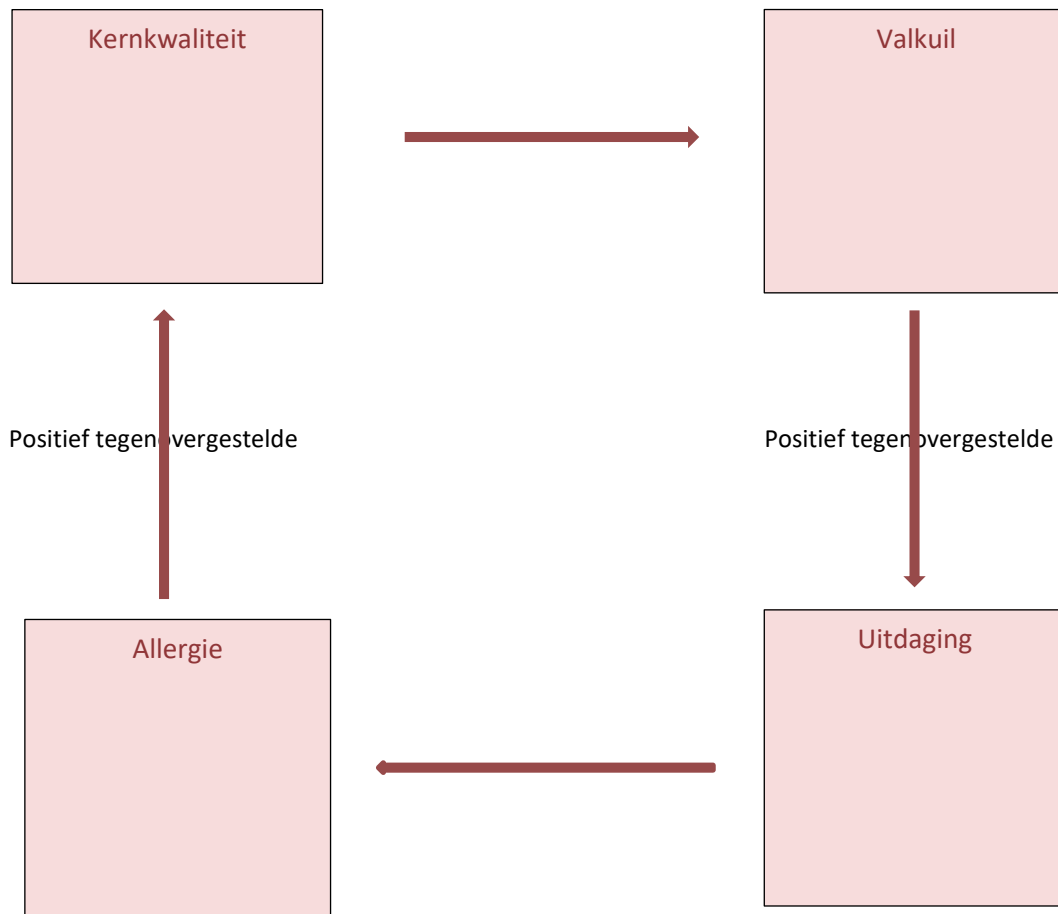 Kernkwaliteit
Valkuil
Positief tegenovergestelde
Positief tegenovergestelde
Allergie
Uitdaging